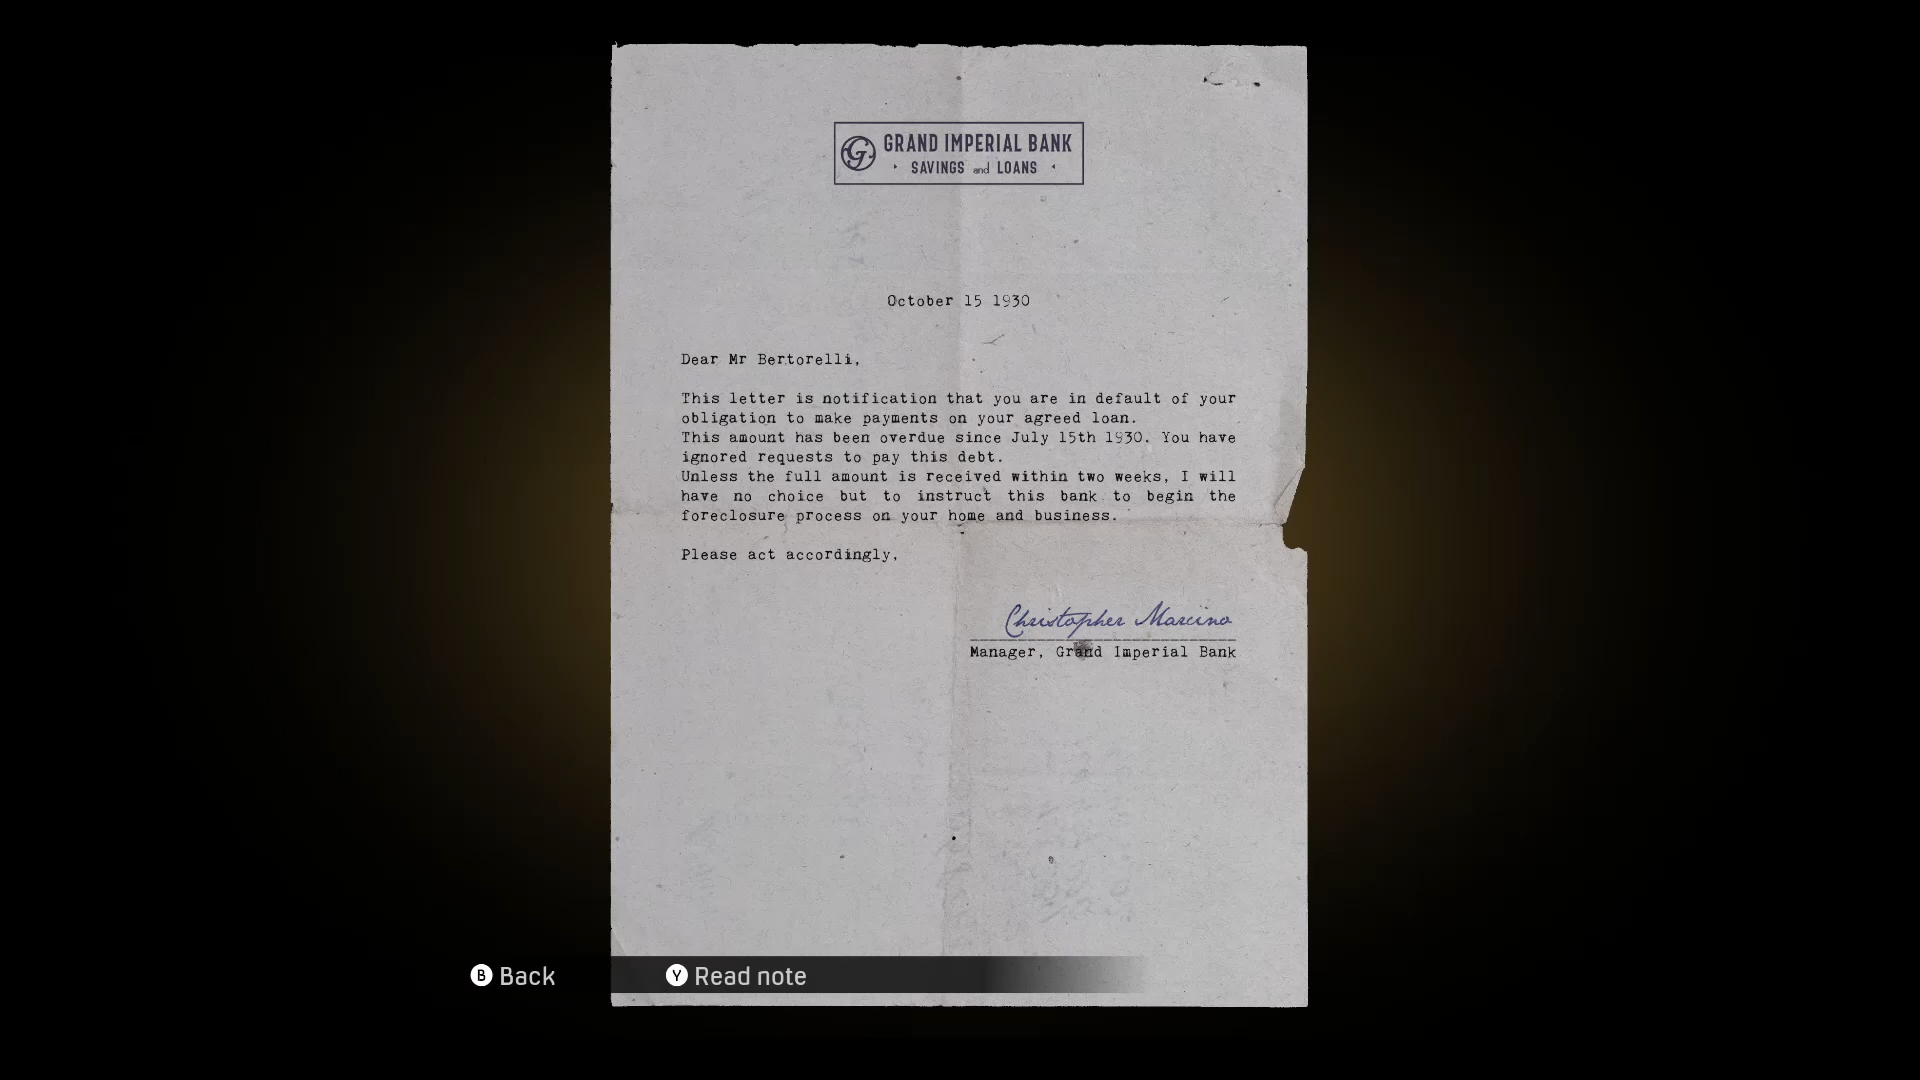 G GRAND IMPERIAL BANK
SAVINGS and LOANS
October 15 1930
Dear Mr Bertorelli,
This letter is notification that you are in default of your
obligation to make payments on your agreed loan.
This amount has been overdue since July 15th 1930. You have
ignored requests to pay this debt.
Unless the full amount is received within two weeks, I will
have no choice but to instruct this bank to begin the
foreclosure process on your home and business.
Please act accordingly,
Christopher Marcino
Manager, Grand Imperial Bank
B Back
Y Read note